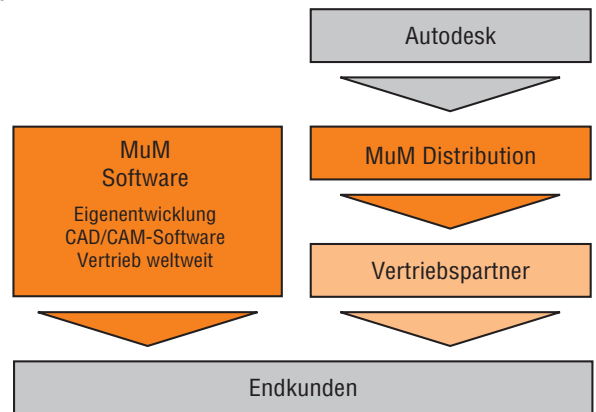 Autodesk
MuM
Software
Eigenentwicklung
CAD/CAM-Software
Vertrieb weltweit
MuM Distribution
Vertriebspartner
Endkunden